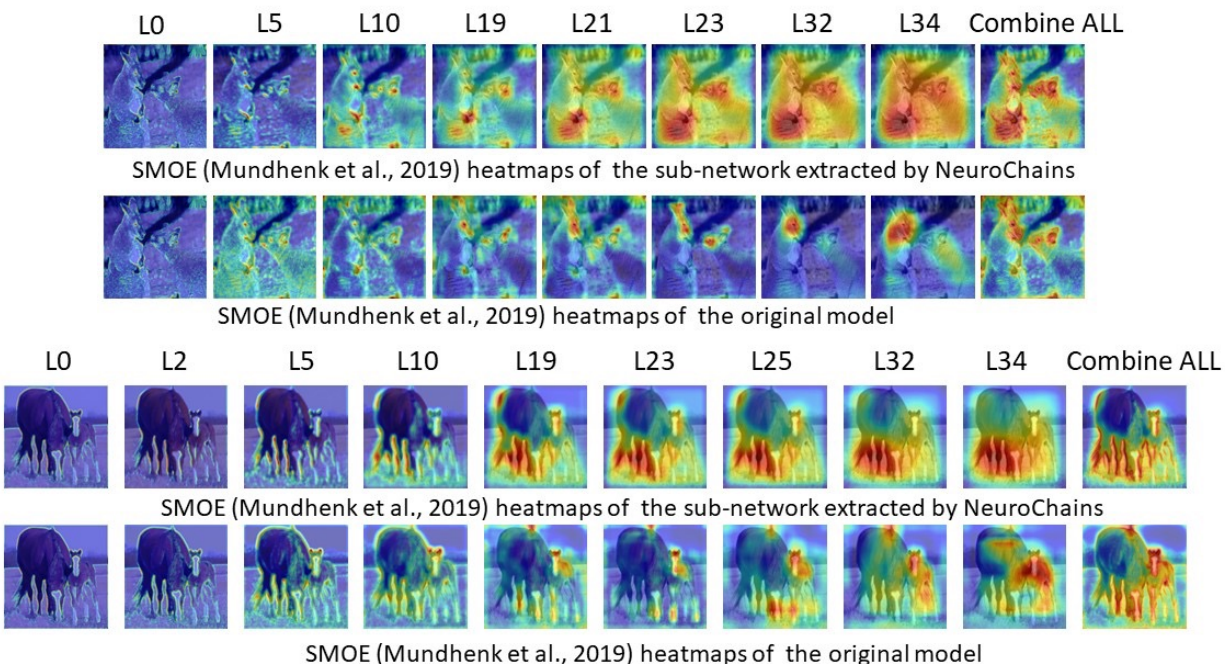 L0 L5 L10 L19 L21 L23 L32 L34 Combine ALL
SMOE (Mundhenk et al., 2019) heatmaps of the sub-network extracted by NeuroChains
SMOE (Mundhenk et al., 2019) heatmaps of the original model
L0 L2 L5 L10 L19 L23 L25 L32 L34 Combine ALL
SMOE (Mundhenk et al., 2019) heatmaps of the sub-network extracted by NeuroChains
SMOE (Mundhenk et al., 2019) heatmaps of the original model